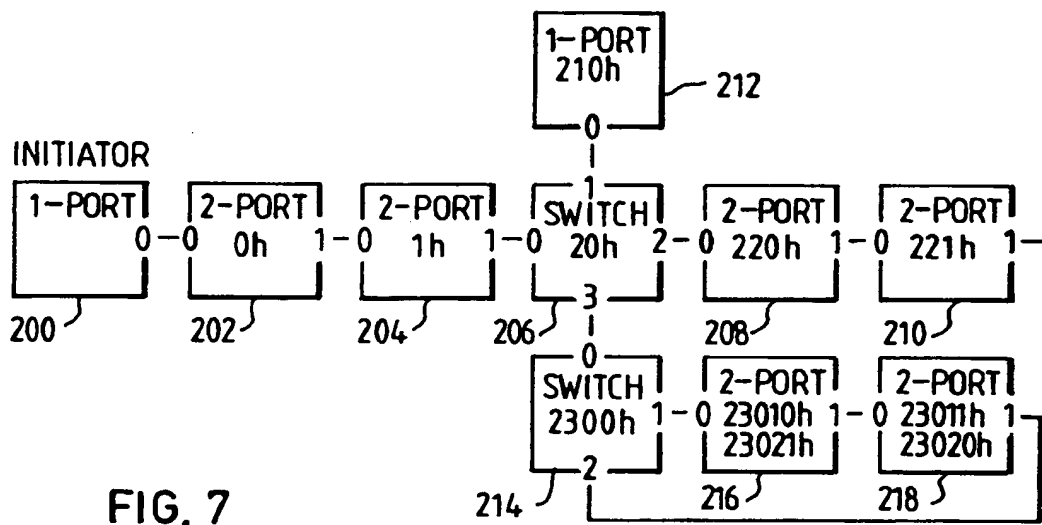 1-PORT
210h
0
212
INITIATOR
1-PORT
0
200
0
2-PORT
0h
1
202
0
2-PORT
1h
1
204
1
SWITCH
0
20h
2
3
206
0
2-PORT
220h
1
208
0
2-PORT
221h
1
210
0
SWITCH
2300h
1
2
214
0
2-PORT
23010h
23021h
1
216
0
2-PORT
23011h
23020h
1
218
FIG. 7